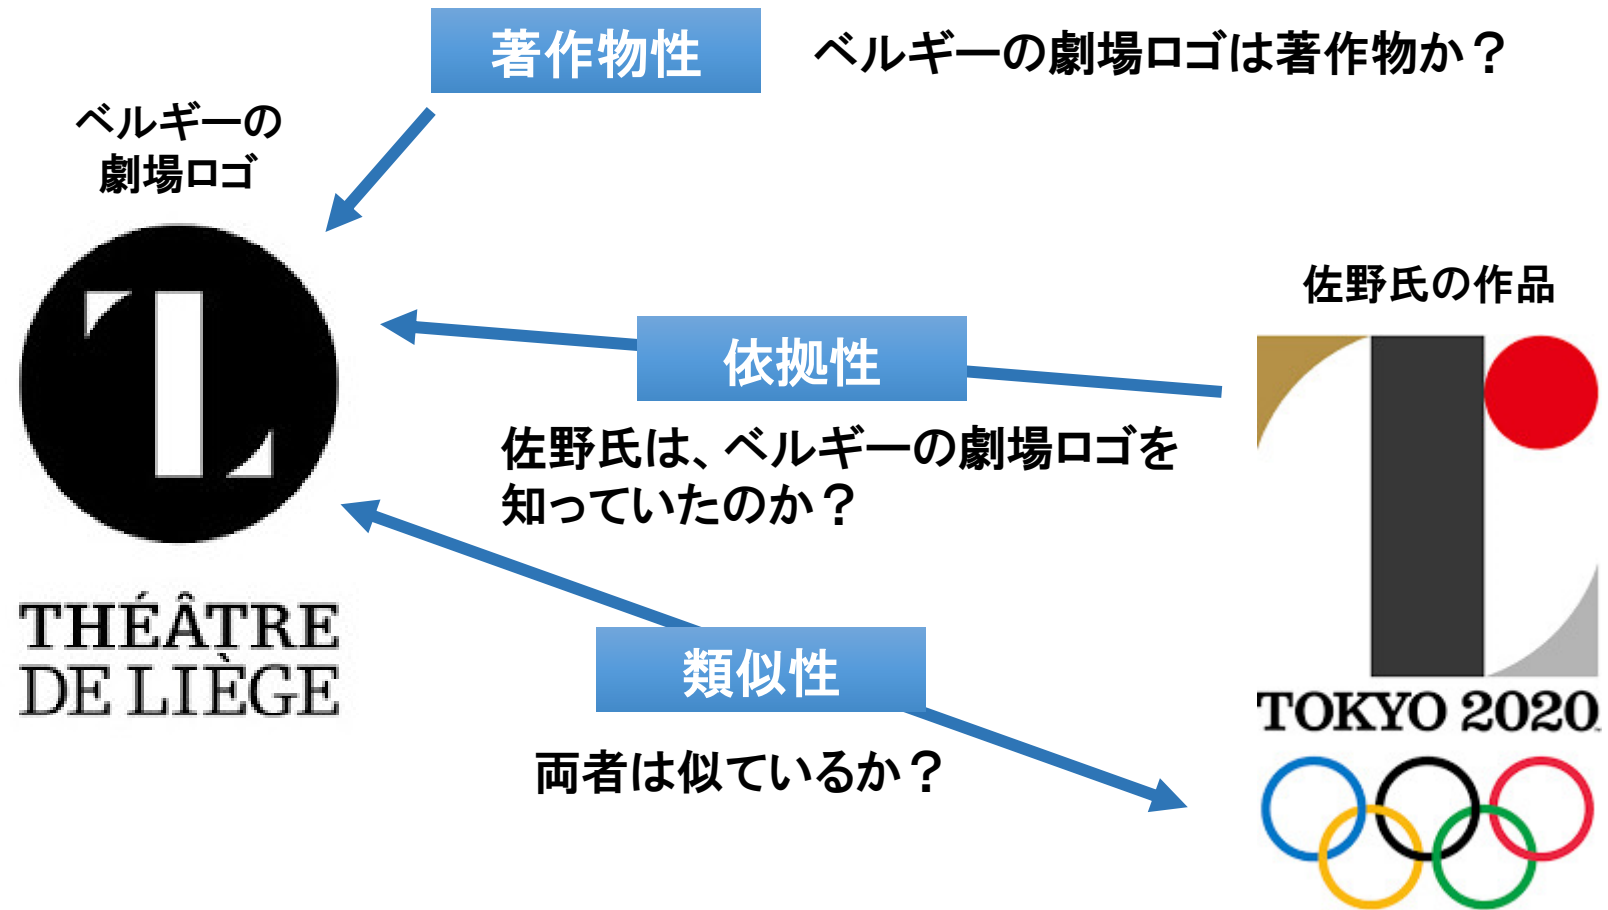 著作物性
ベルギーの劇場ロゴは著作物か？
ベルギーの
劇場ロゴ
佐野氏の作品
依拠性
佐野氏は、ベルギーの劇場ロゴを
知っていたのか？
THÉÂTRE
DE LIÈGE
類似性
TOKYO 2020
両者は似ているか？